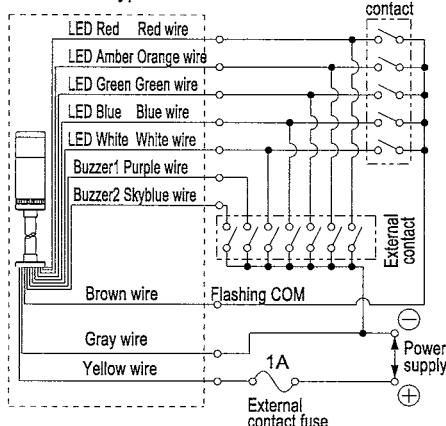 contact
LED Red Red wire
LED Amber Orange wire
LED Green Green wire
LED Blue Blue wire
LED White White wire
Buzzer1 Purple wire
Buzzer2 Skyblue wire
External
contact
Brown wire
Flashing COM
Gray wire
Yellow wire
1A
External
contact fuse
−
Power
supply
+